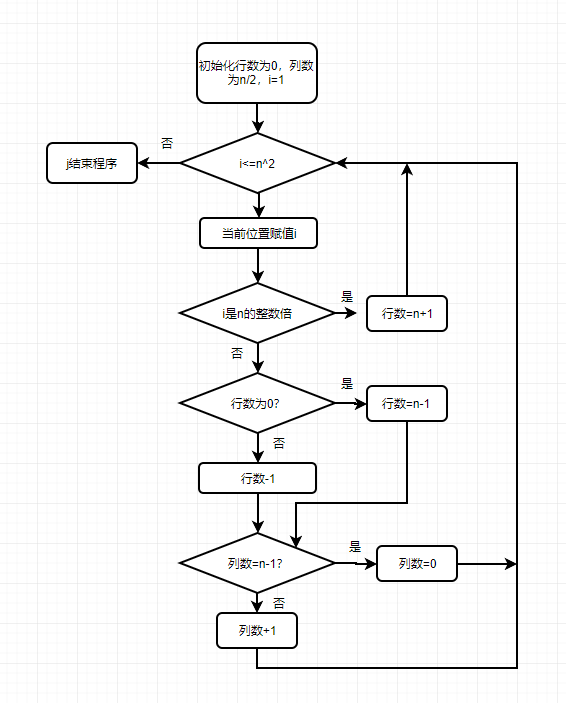 初始化行数为0，列数
为n/2，i=1
否
i<=n^2
j结束程序
当前位置赋值i
是
i是n的整数倍
行数=n+1
否
是
行数为0?
行数=n-1
否
行数-1
是
列数=n-1?
列数=0
否
列数+1